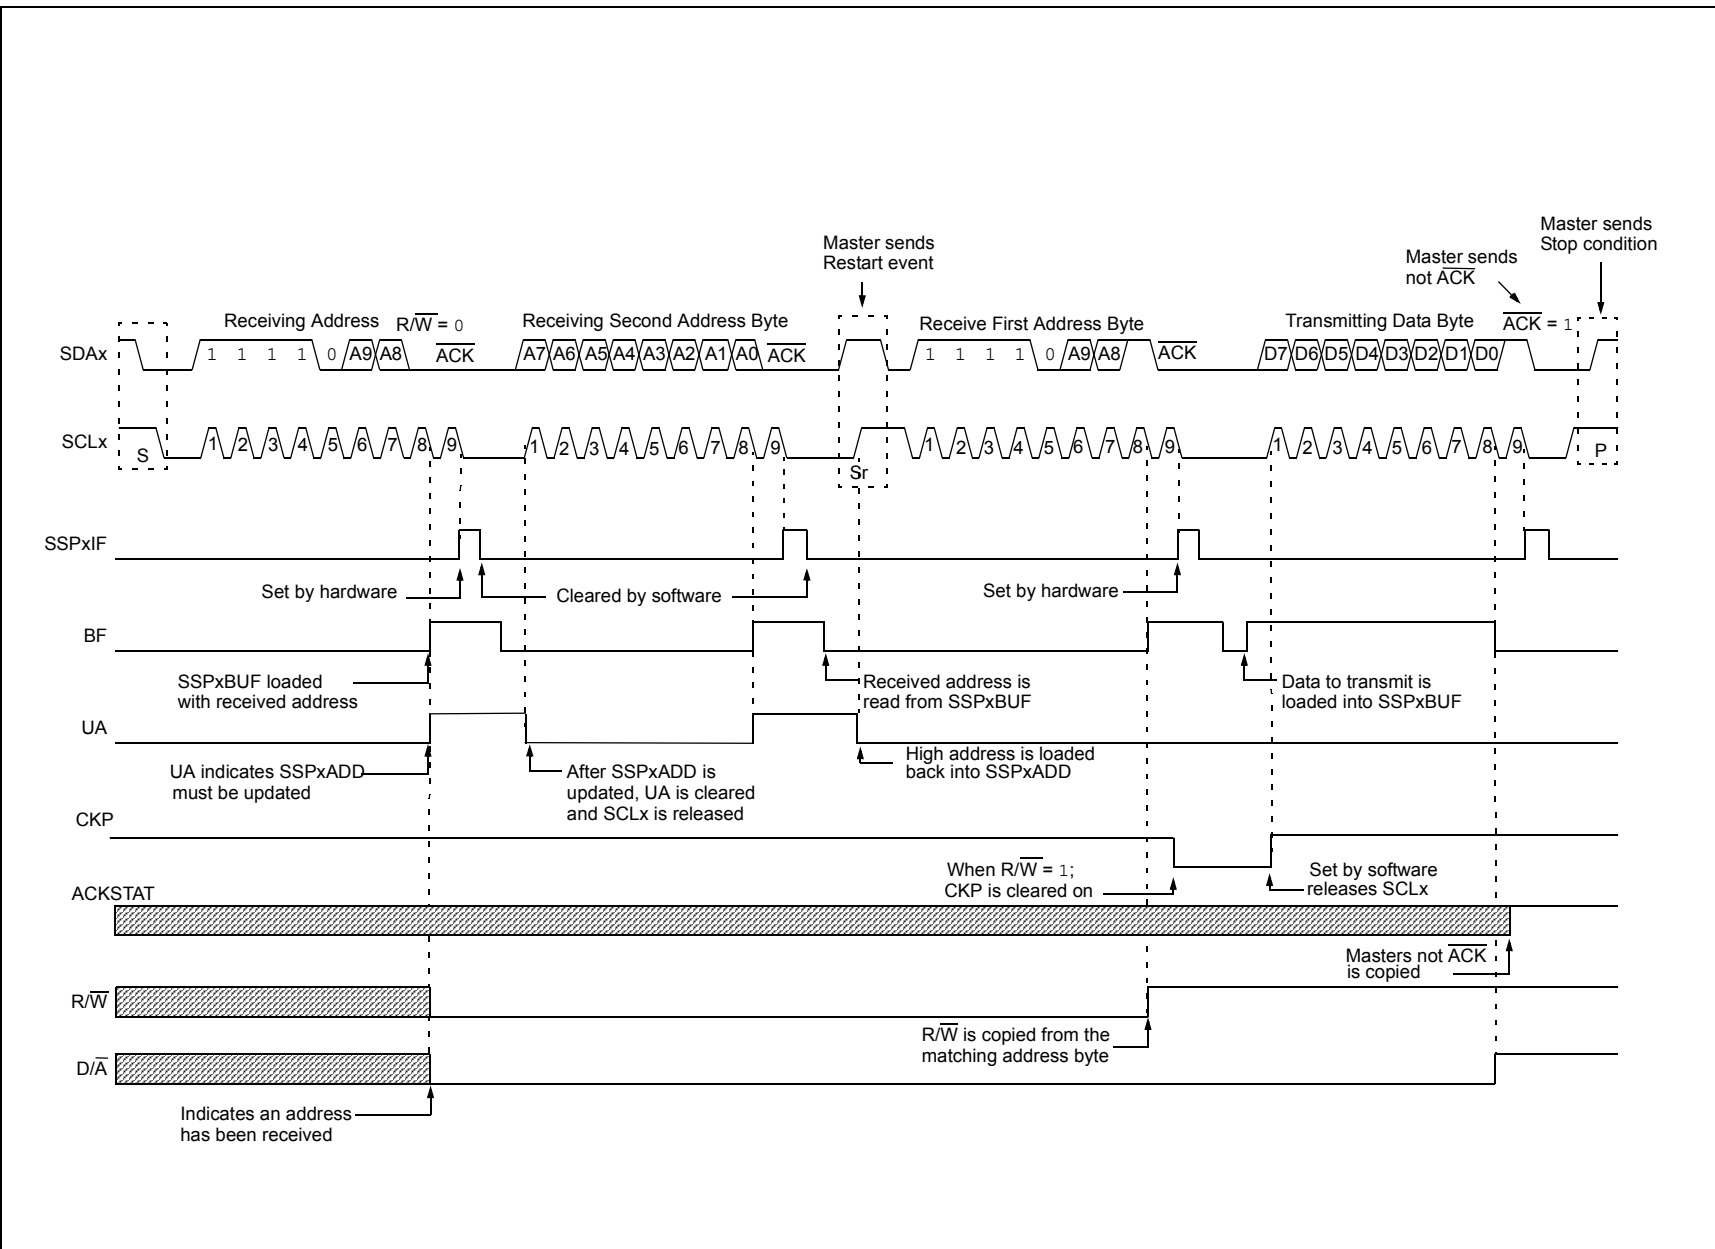 Master sends
Stop condition
Master sends
Restart event
Master sends
not ACK
Receiving Address R/W = 0
Receiving Second Address Byte
Receive First Address Byte
Transmitting Data Byte
ACK = 1
SDAx
1 1 1 1 0 A9 A8 ACK A7 A6 A5 A4 A3 A2 A1 A0 ACK 1 1 1 1 0 A9 A8 ACK D7 D6 D5 D4 D3 D2 D1 D0
SCLx
S 1 2 3 4 5 6 7 8 9 1 2 3 4 5 6 7 8 9 Sr 1 2 3 4 5 6 7 8 9 1 2 3 4 5 6 7 8 9 P
SSPxIF
Set by hardware
Cleared by software
Set by hardware
BF
SSPxBUF loaded
with received address
Received address is
read from SSPxBUF
Data to transmit is
loaded into SSPxBUF
UA
UA indicates SSPxADD
must be updated
After SSPxADD is
updated, UA is cleared
and SCLx is released
High address is loaded
back into SSPxADD
CKP
When R/W = 1;
CKP is cleared on
Set by software
releases SCLx
ACKSTAT
Masters not ACK
is copied
R/W
R/W is copied from the
matching address byte
D/A
Indicates an address
has been received